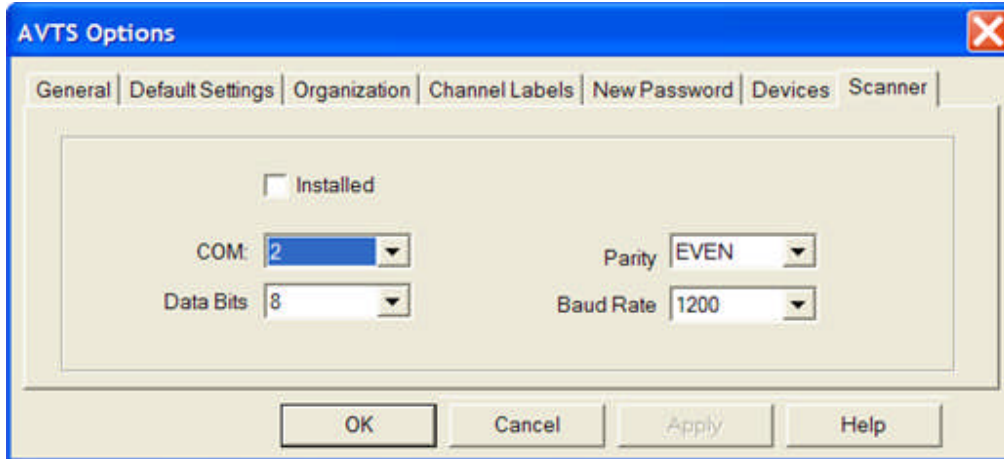 AVTS Options
General Default Settings Organization Channel Labels New Password Devices Scanner
Installed
COM: 2 Parity EVEN
Data Bits 8 Baud Rate 1200
OK Cancel Apply Help